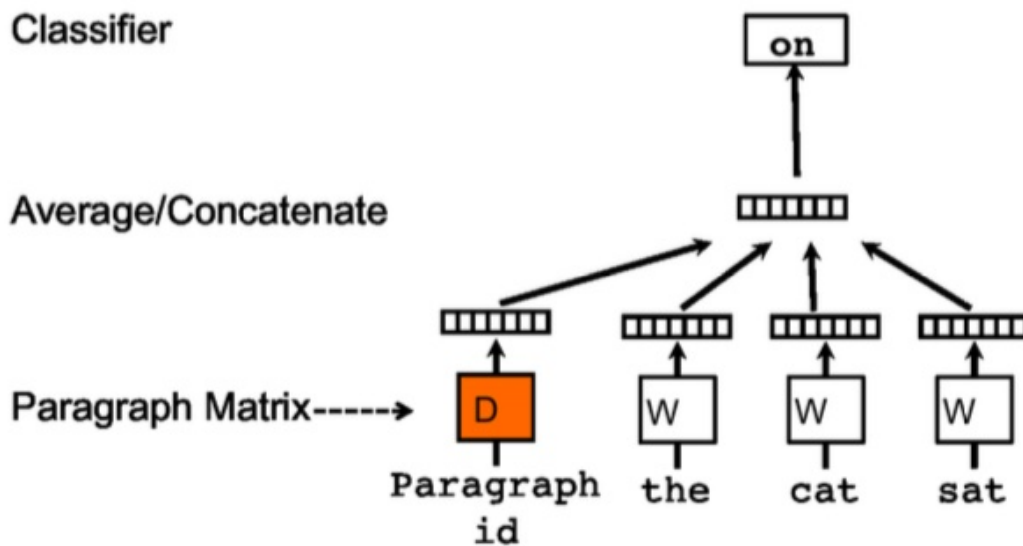 Classifier
on
Average/Concatenate
Paragraph Matrix
D
W
W
W
Paragraph
id
the
cat
sat